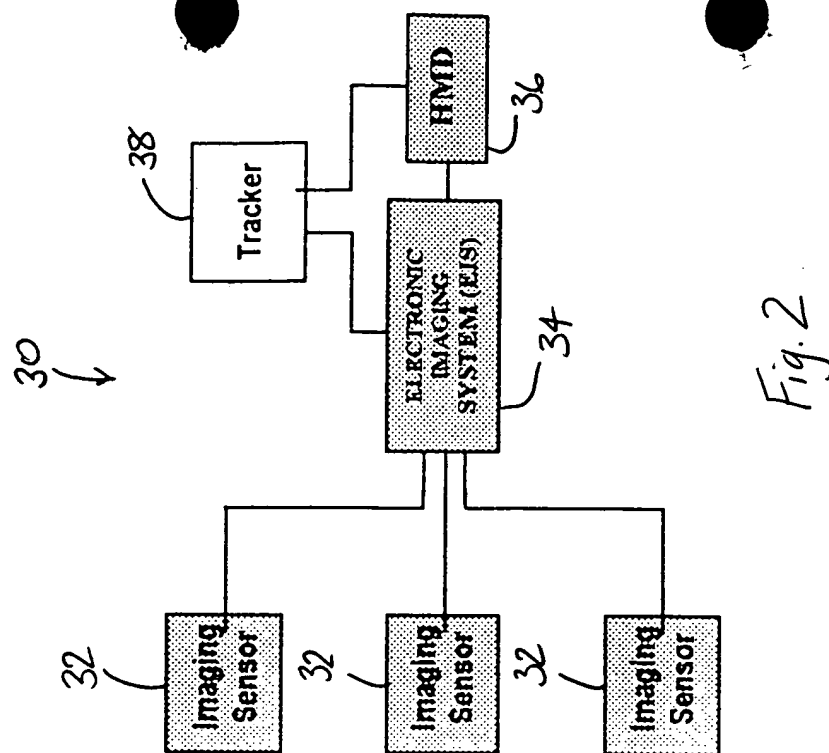 30
38
Tracker
HMD
36
ELECTRONIC
IMAGING
SYSTEM (EIS)
34
32
Imaging
Sensor
32
Imaging
Sensor
32
Imaging
Sensor
Fig. 2